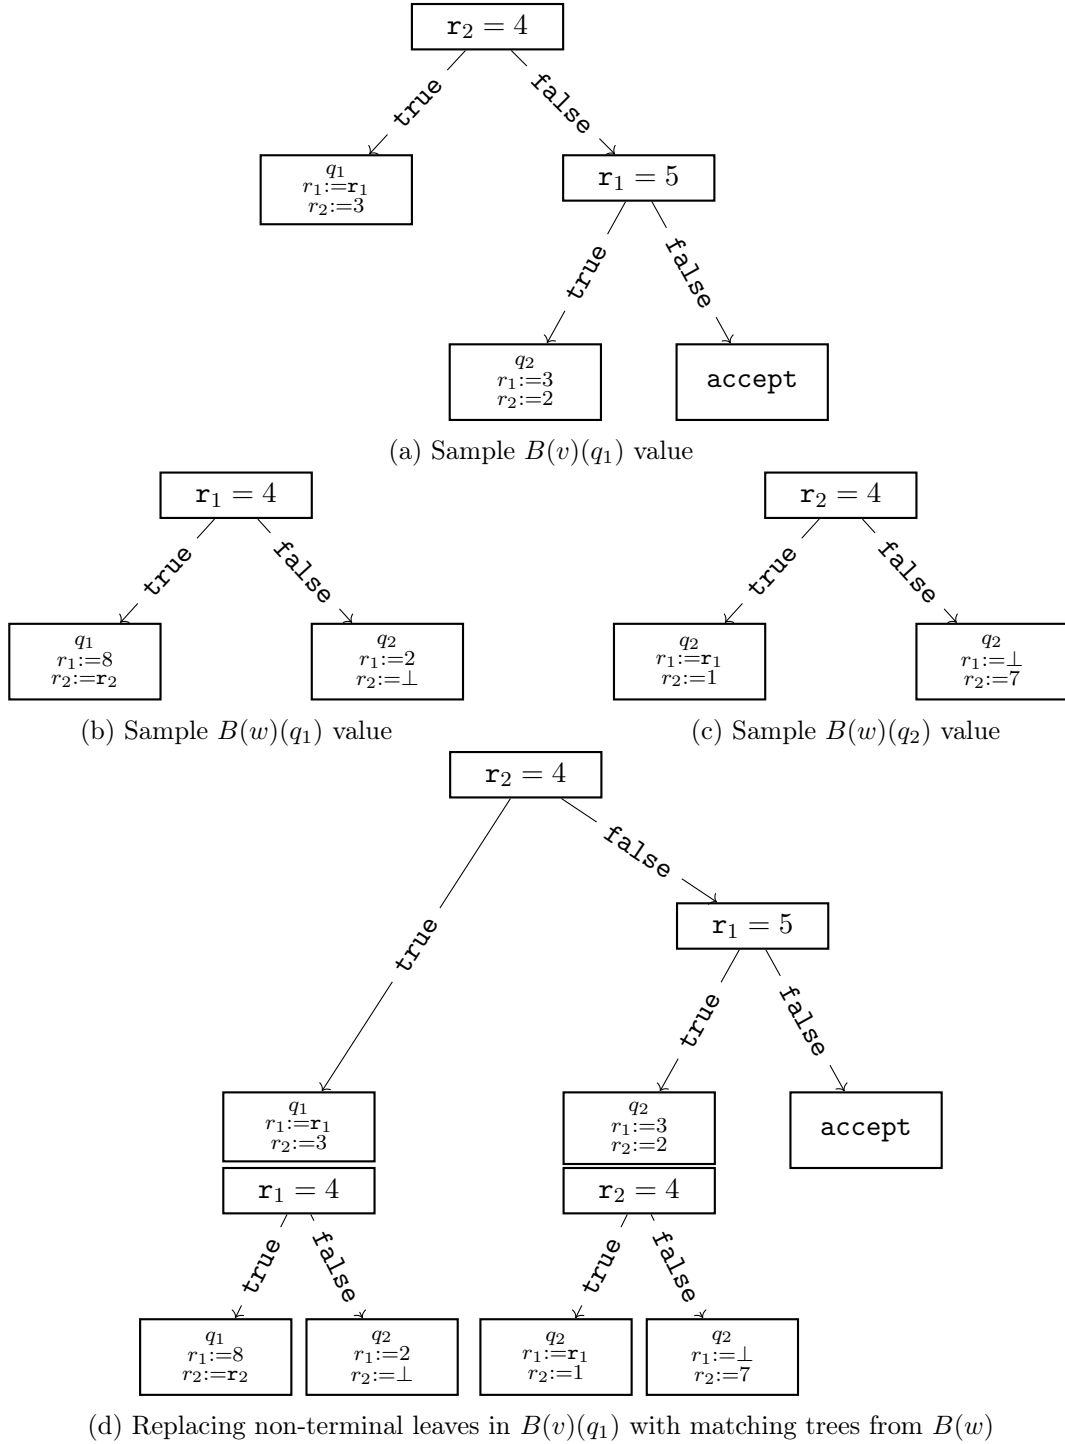 r₂ = 4
true
false
q₁
r₁:=r₁
r₂:=3
r₁ = 5
true
false
q₂
r₁:=3
r₂:=2
accept
(a) Sample B(v)(q₁) value
r₁ = 4
true
false
q₁
r₁:=8
r₂:=r₂
q₂
r₁:=2
r₂:=⊥
(b) Sample B(w)(q₁) value
r₂ = 4
true
false
q₂
r₁:=r₁
r₂:=1
q₂
r₁:=⊥
r₂:=7
(c) Sample B(w)(q₂) value
r₂ = 4
true
false
r₁ = 5
true
false
q₁
r₁:=r₁
r₂:=3
q₂
r₁:=3
r₂:=2
accept
r₁ = 4
r₂ = 4
true
false
true
false
q₁
r₁:=8
r₂:=r₂
q₂
r₁:=2
r₂:=⊥
q₂
r₁:=r₁
r₂:=1
q₂
r₁:=⊥
r₂:=7
(d) Replacing non-terminal leaves in B(v)(q₁) with matching trees from B(w)